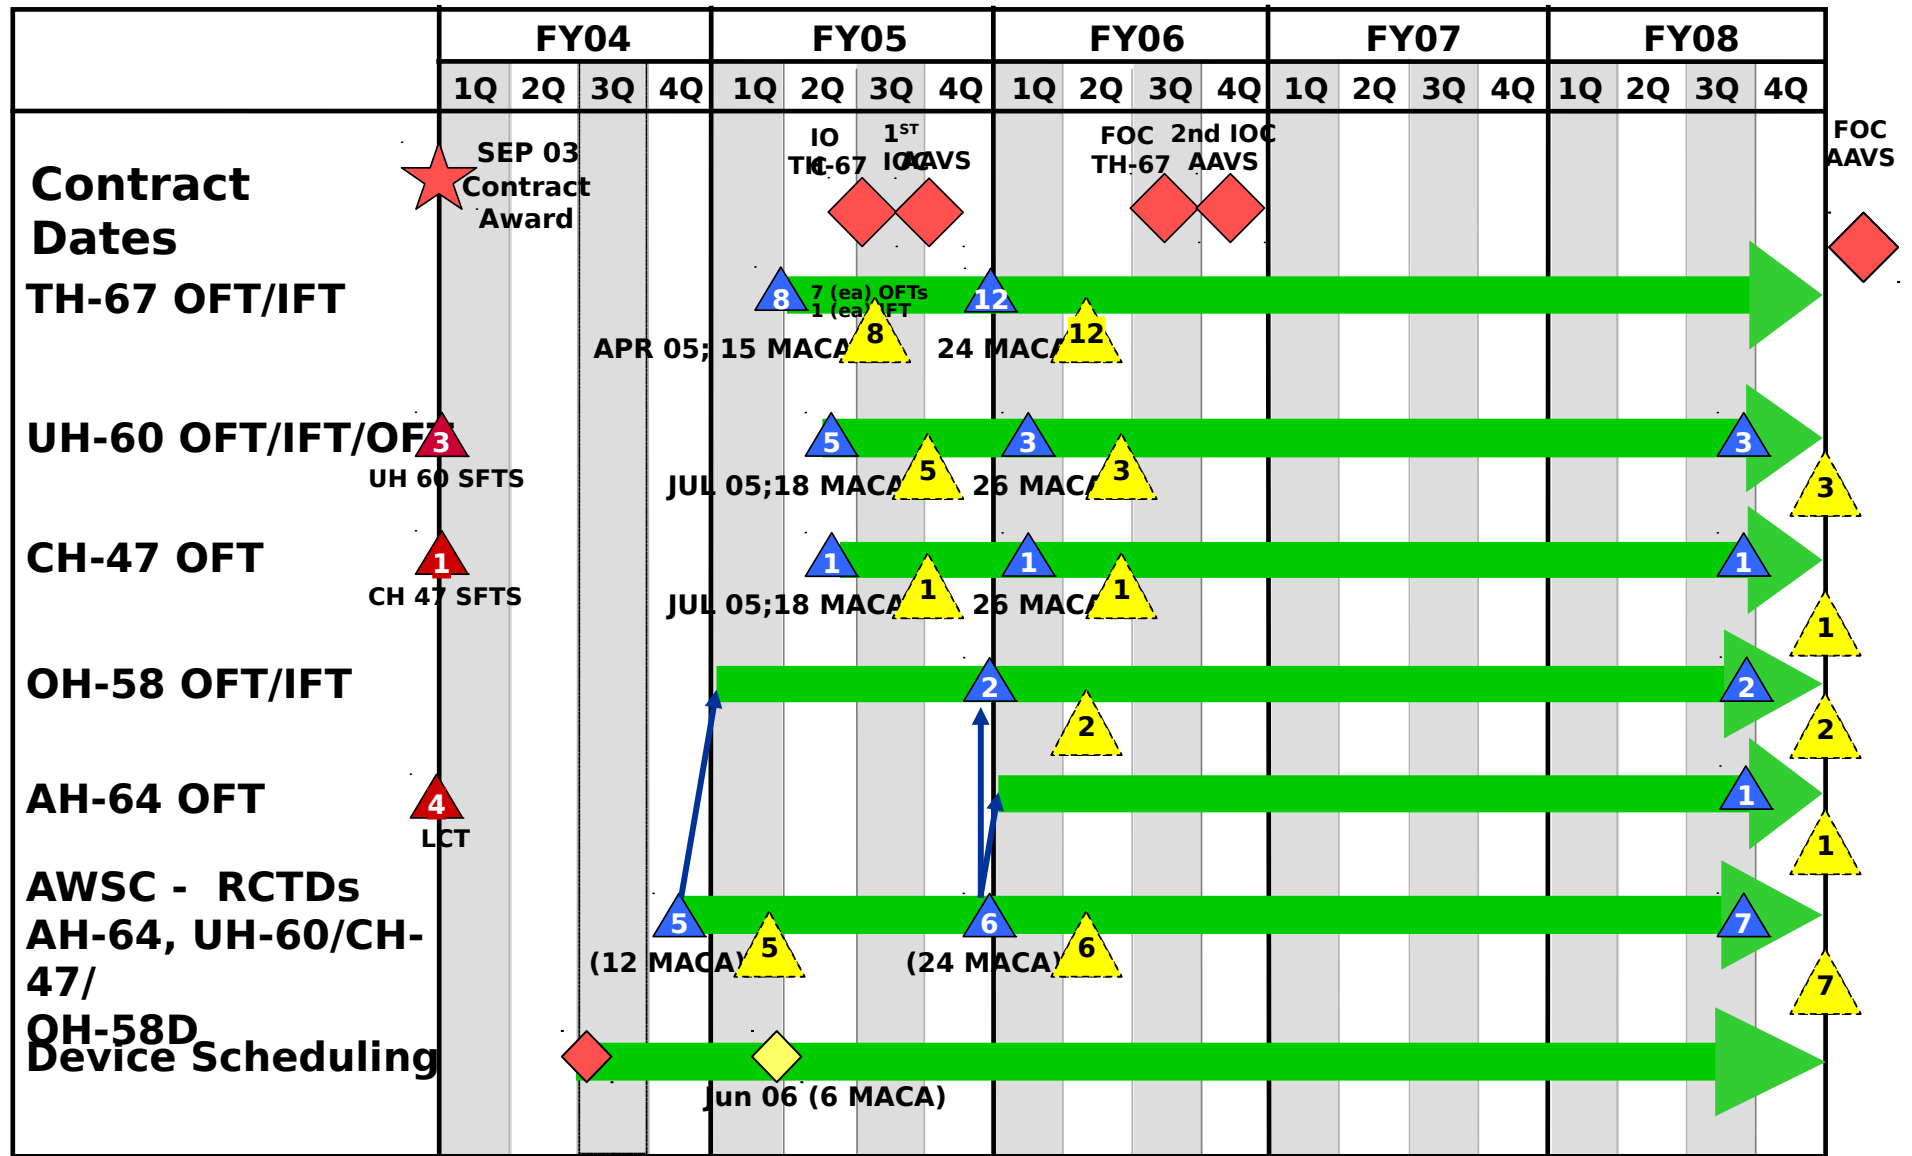 FY04 FY05 FY06 FY07 FY08
1Q 2Q 3Q 4Q 1Q 2Q 3Q 4Q 1Q 2Q 3Q 4Q 1Q 2Q 3Q 4Q 1Q 2Q 3Q 4Q
Contract
Dates
SEP 03
Contract
Award
IO
C
TH-67
1ST
IOC
AAVS
FOC
TH-67
2nd IOC
AAVS
FOC
AAVS
TH-67 OFT/IFT
8
7 (ea) OFTs
1 (ea) IFT
12
APR 05; 15 MACA
8
24 MACA
12
UH-60 OFT/IFT/OFT
3
5
3
3
UH 60 SFTS
JUL 05;18 MACA
5
26 MACA
3
3
CH-47 OFT
1
1
1
1
CH 47 SFTS
JUL 05;18 MACA
1
26 MACA
1
1
OH-58 OFT/IFT
2
2
2
2
AH-64 OFT
4
1
LCT
1
AWSC - RCTDs
AH-64, UH-60/CH-
47/
OH-58D
5
6
7
(12 MACA)
5
(24 MACA)
6
7
Device Scheduling
Jun 06 (6 MACA)